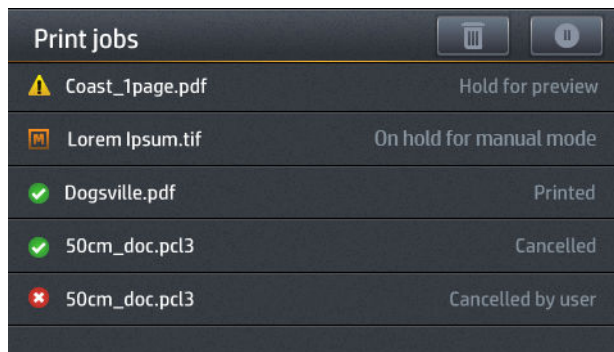 Print jobs
Coast_1page.pdf Hold for preview
M Lorem Ipsum.tif On hold for manual mode
Dogsville.pdf Printed
50cm_doc.pcl3 Cancelled
50cm_doc.pcl3 Cancelled by user